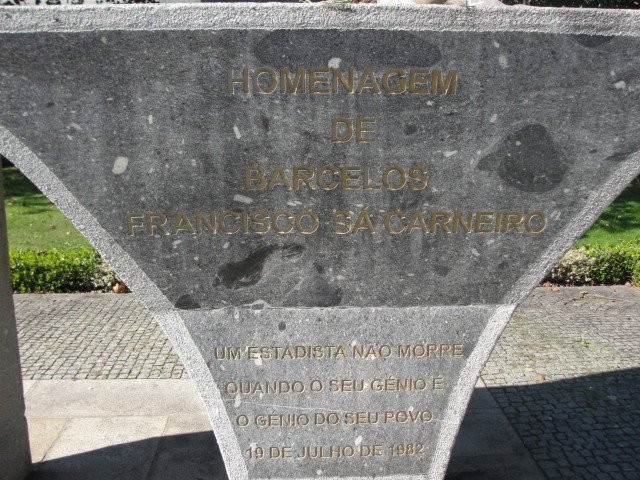 HOMENAGEM
DE
BARCELOS
FRANCISCO SÁ CARNEIRO
UM ESTADISTA NÃO MORRE
QUANDO O SEU GÉNIO É
O GÉNIO DO SEU POVO
19 DE JULHO DE 1982